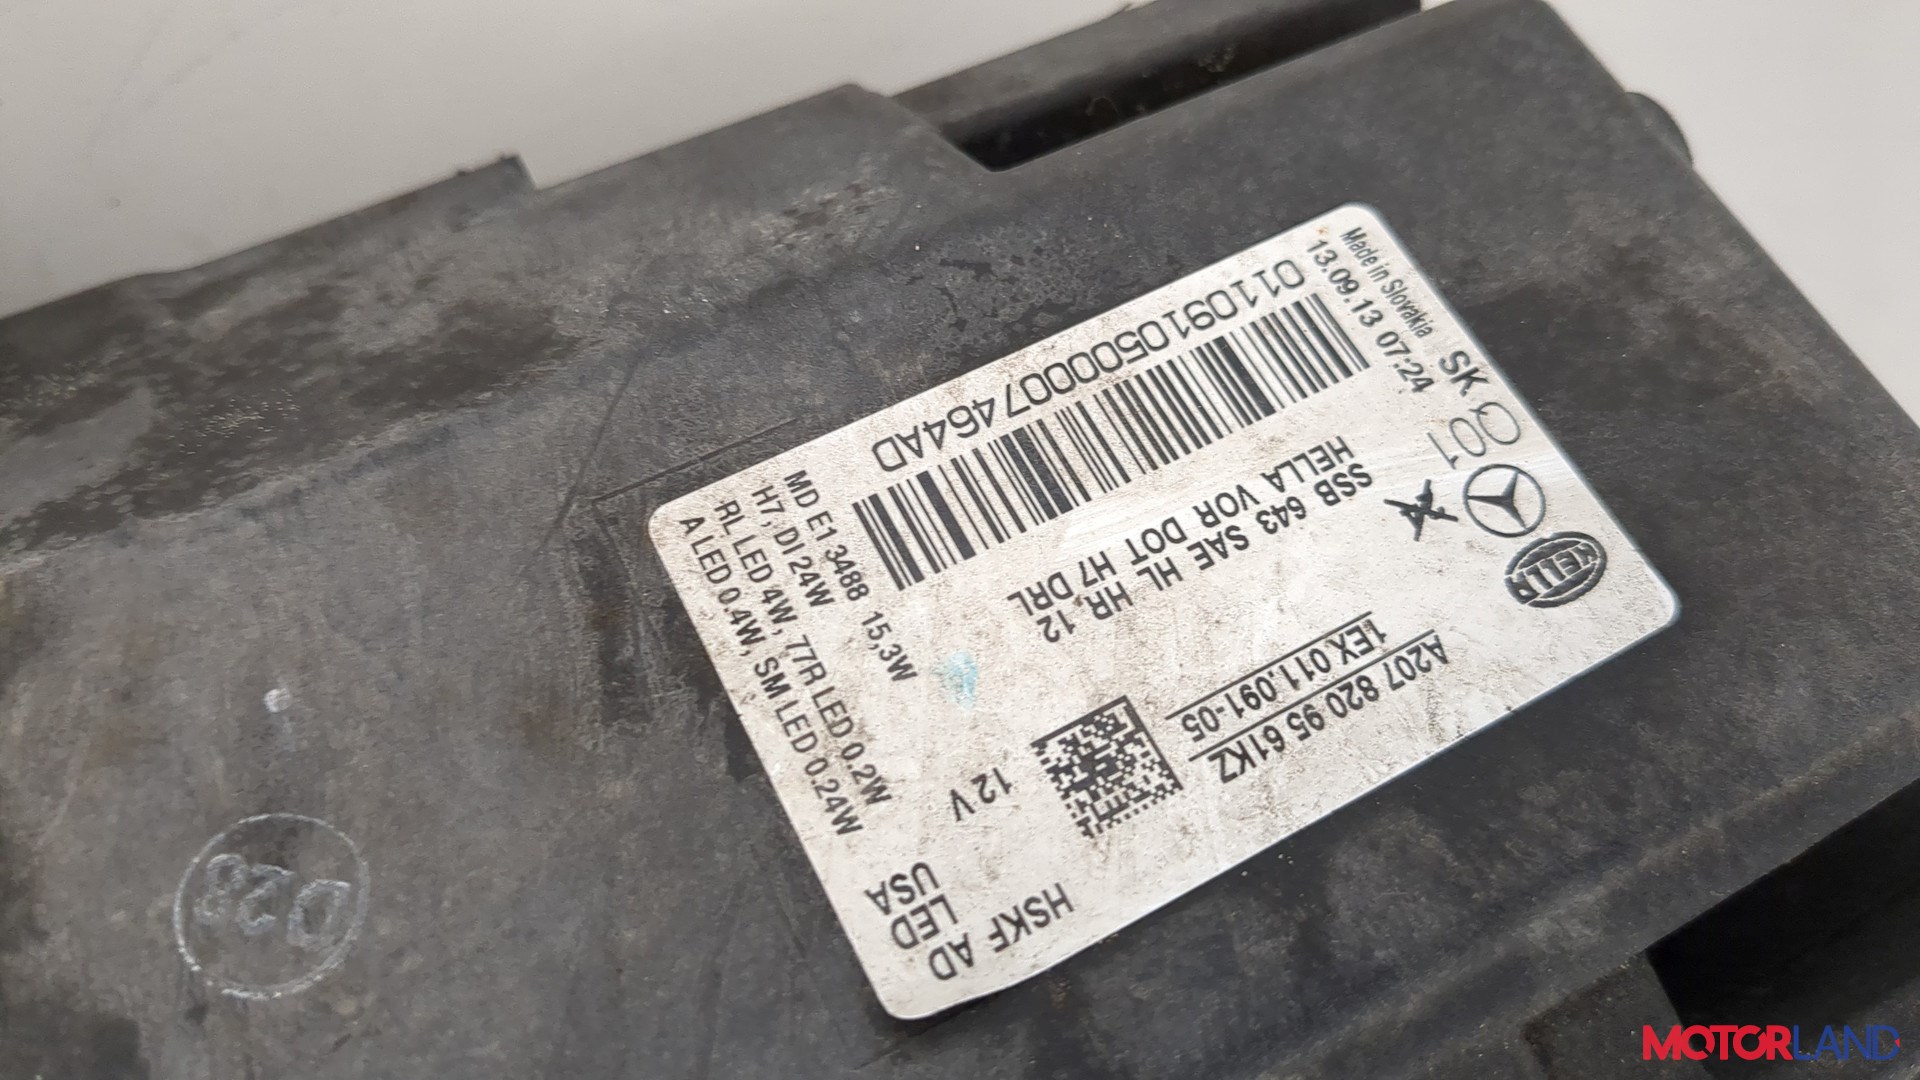 HELLA
A207 820 95 61KZ
1EX.011.091-05
SSB 643 SAE HL HR 12
HELLA VOR DOT H7 DRL
Made in Slovakia SK
13.09.13 07:24
Q01
0110910500007464AD
MD E1 3488 15,3W
H7, DI 24W
RL LED 4W, 77R LED 0.2W
A LED 0.4W, SM LED 0.24W
12 V
HSKF AD
LED
USA
D28
MOTORLAND